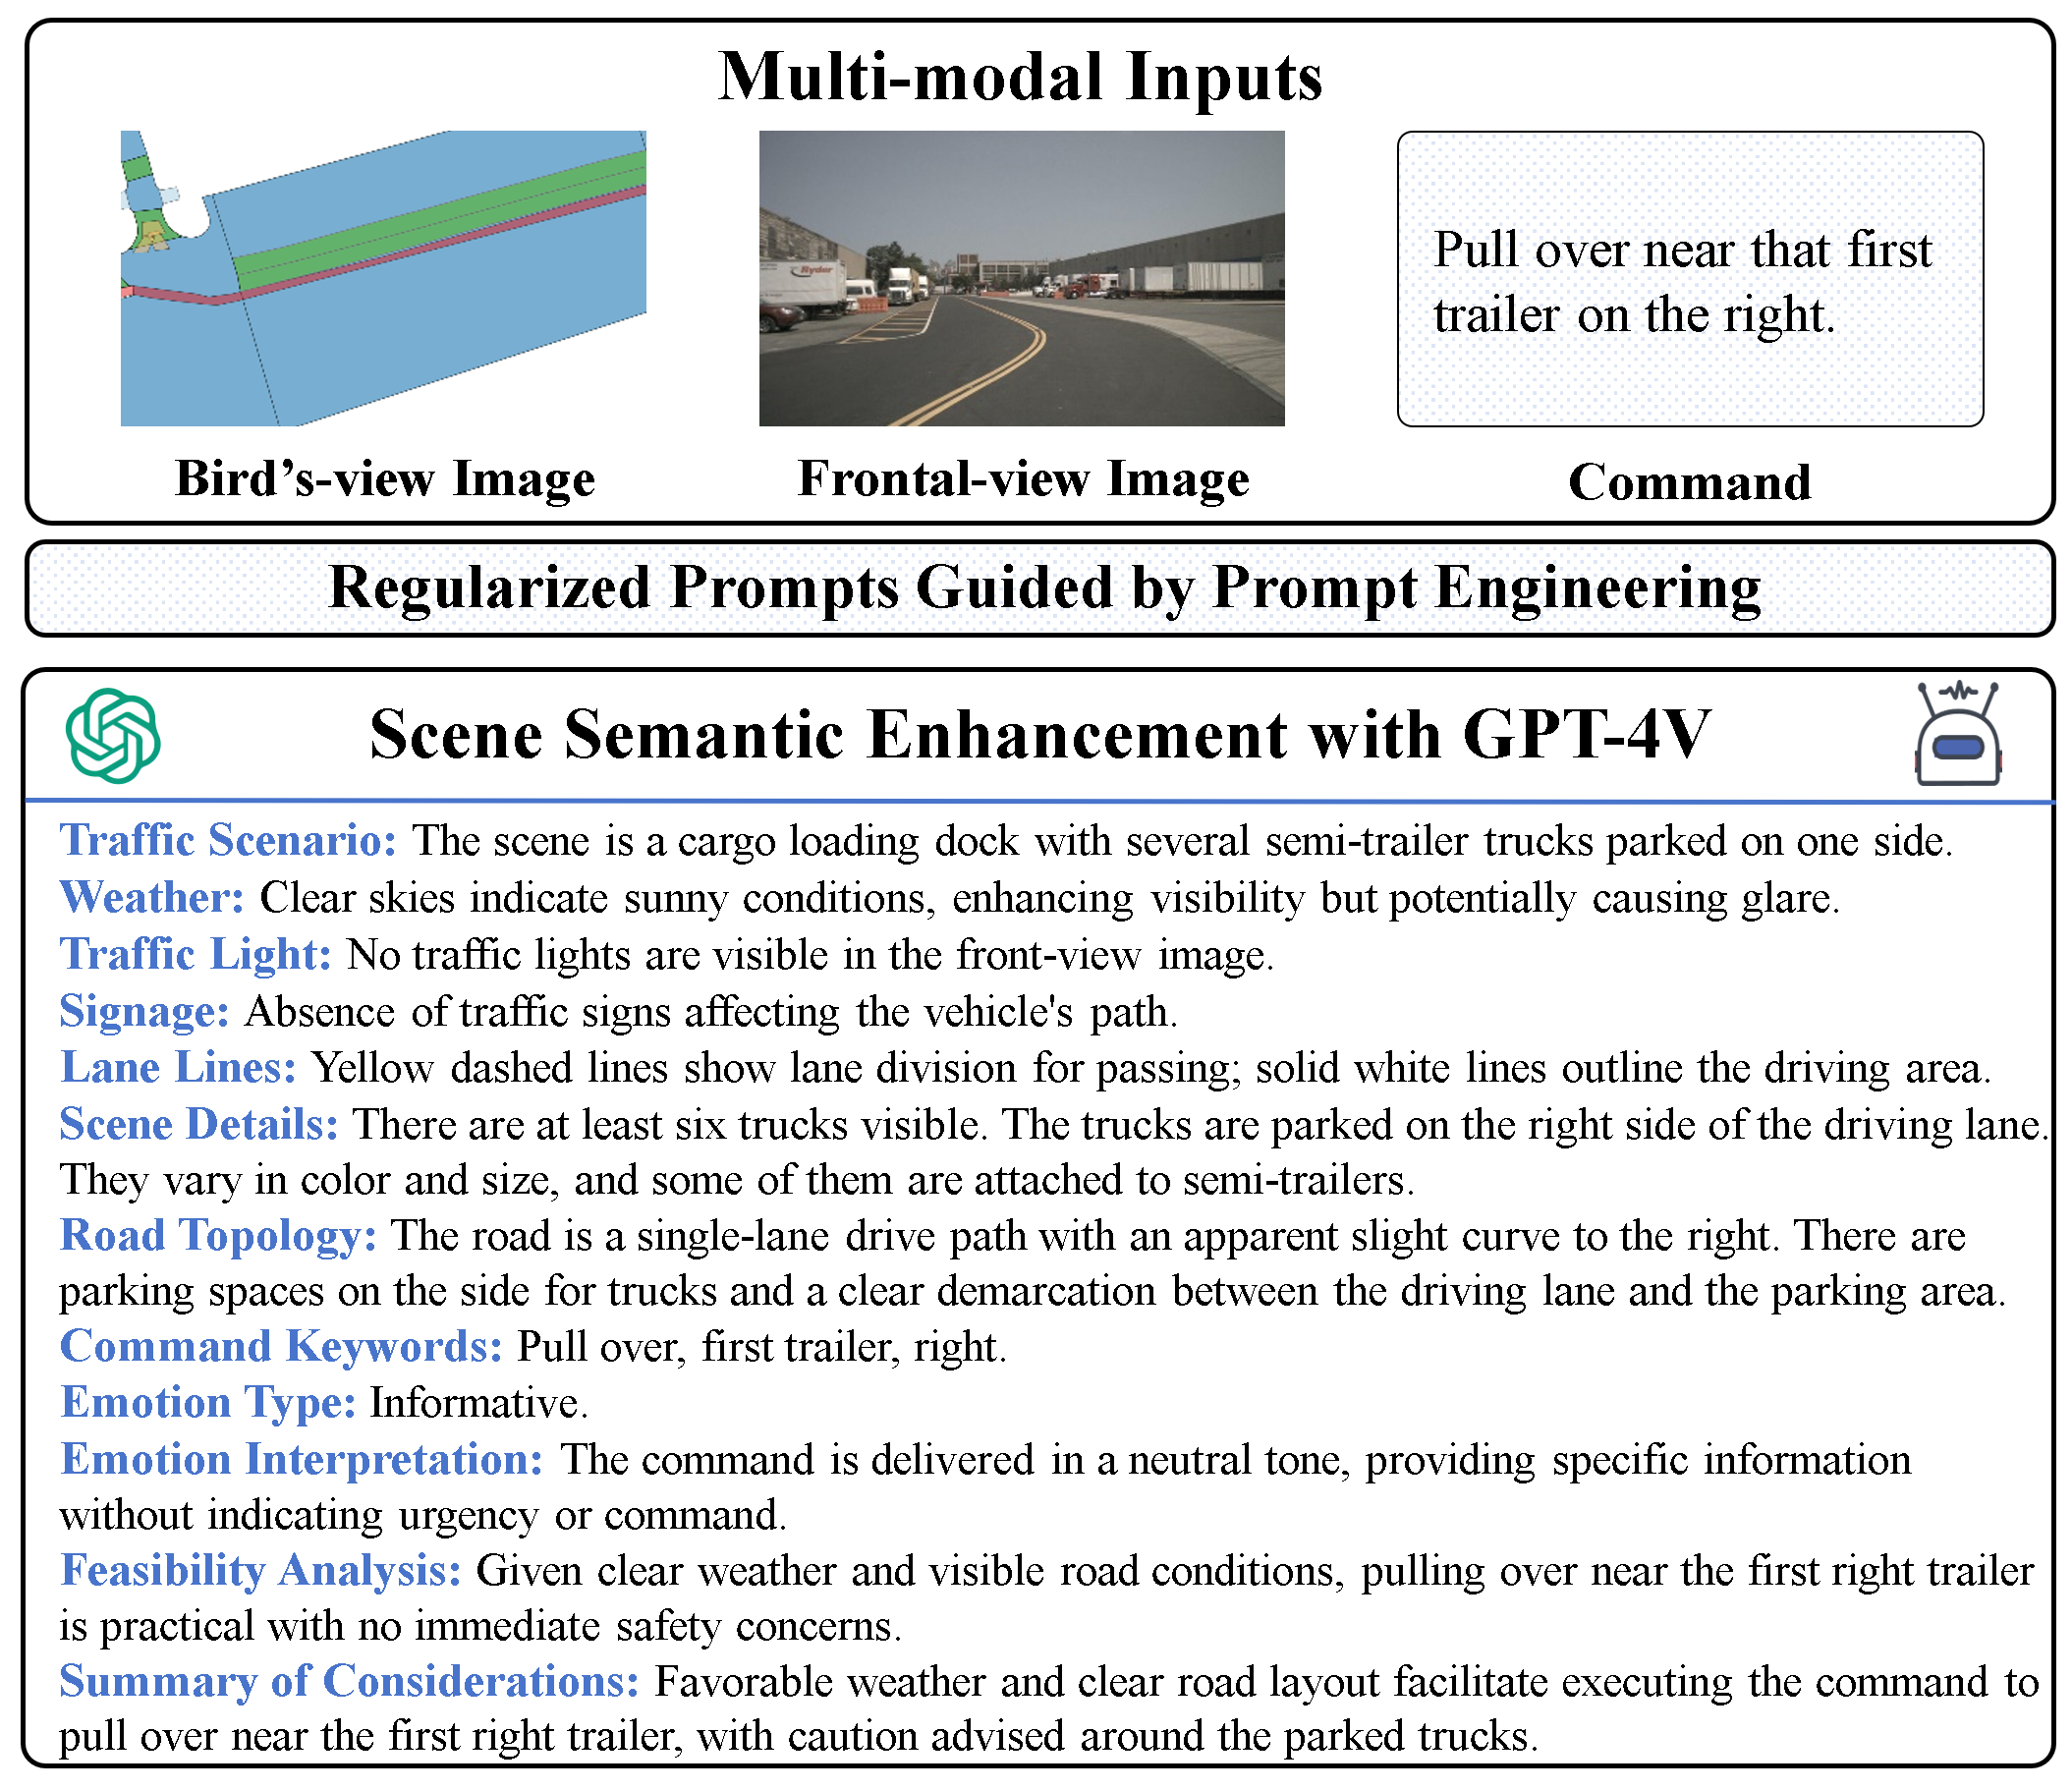 Multi-modal Inputs
Ryder
Pull over near that first
trailer on the right.
Bird’s-view Image
Frontal-view Image
Command
Regularized Prompts Guided by Prompt Engineering
Scene Semantic Enhancement with GPT-4V
Traffic Scenario: The scene is a cargo loading dock with several semi-trailer trucks parked on one side.
Weather: Clear skies indicate sunny conditions, enhancing visibility but potentially causing glare.
Traffic Light: No traffic lights are visible in the front-view image.
Signage: Absence of traffic signs affecting the vehicle's path.
Lane Lines: Yellow dashed lines show lane division for passing; solid white lines outline the driving area.
Scene Details: There are at least six trucks visible. The trucks are parked on the right side of the driving lane.
They vary in color and size, and some of them are attached to semi-trailers.
Road Topology: The road is a single-lane drive path with an apparent slight curve to the right. There are
parking spaces on the side for trucks and a clear demarcation between the driving lane and the parking area.
Command Keywords: Pull over, first trailer, right.
Emotion Type: Informative.
Emotion Interpretation: The command is delivered in a neutral tone, providing specific information
without indicating urgency or command.
Feasibility Analysis: Given clear weather and visible road conditions, pulling over near the first right trailer
is practical with no immediate safety concerns.
Summary of Considerations: Favorable weather and clear road layout facilitate executing the command to
pull over near the first right trailer, with caution advised around the parked trucks.